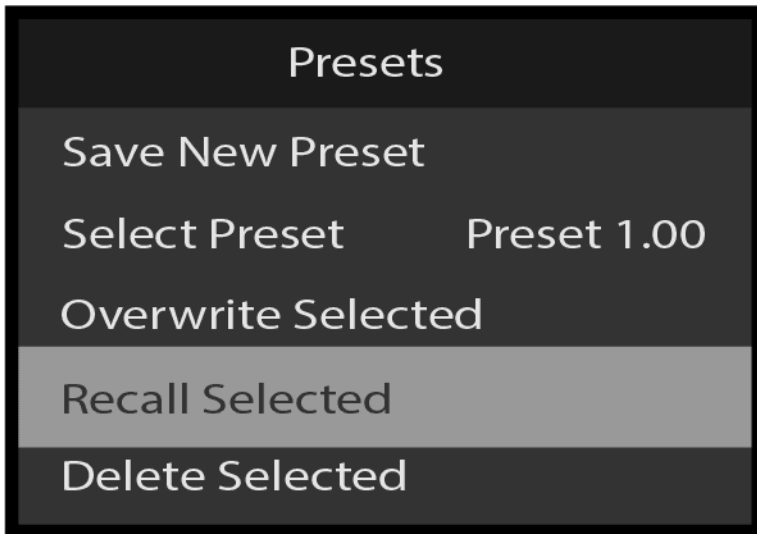 Presets
Save New Preset
Select Preset Preset 1.00
Overwrite Selected
Recall Selected
Delete Selected